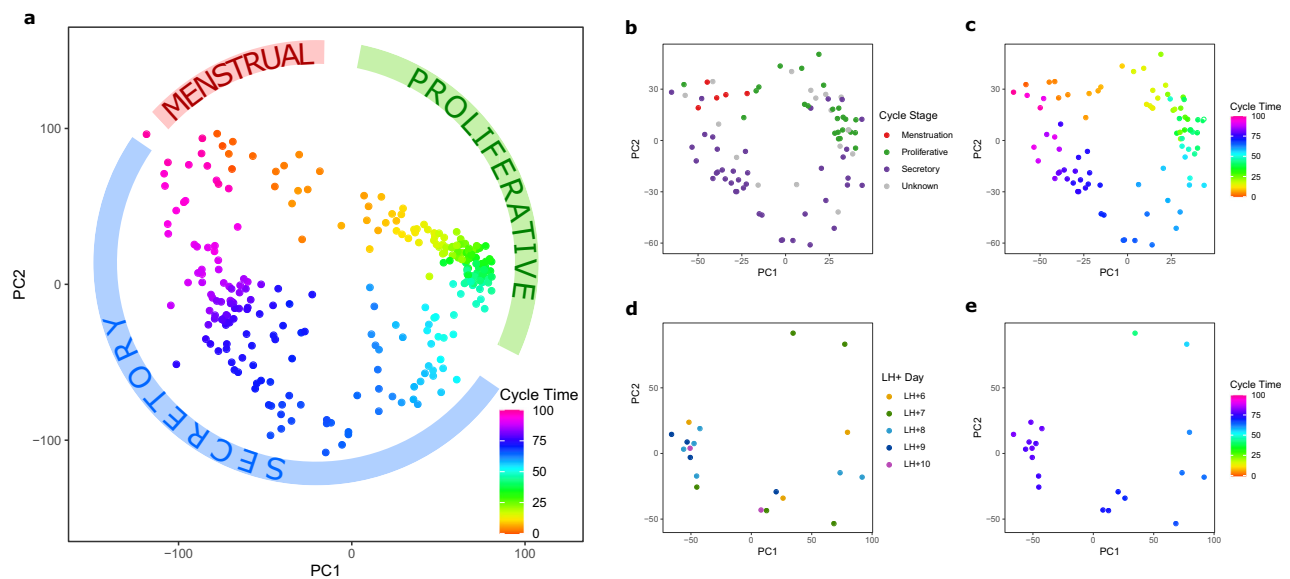 a
MENSTRUAL
PROLIFERATIVE
SECRETORY
100
0
−100
PC2
−100
0
100
PC1
Cycle Time
100
75
50
25
0
b
30
0
−30
−60
PC2
−50
−25
0
25
PC1
Cycle Stage
Menstruation
Proliferative
Secretory
Unknown
c
30
0
−30
−60
PC2
−50
−25
0
25
PC1
Cycle Time
100
75
50
25
0
d
50
0
−50
PC2
−50
0
50
100
PC1
LH+ Day
LH+6
LH+7
LH+8
LH+9
LH+10
e
50
0
−50
PC2
−50
0
50
100
PC1
Cycle Time
100
75
50
25
0